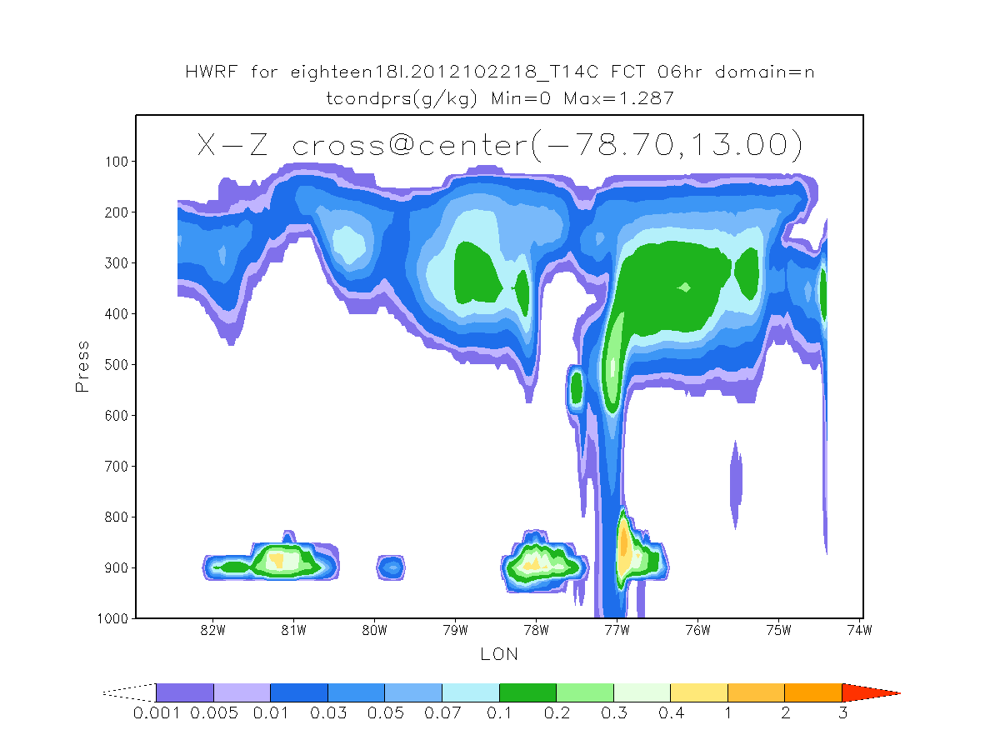 HWRF for eighteen18l.2012102218_T14C FCT 06hr domain=n
tcondprs(g/kg) Min=0 Max=1.287
X-Z cross@center(-78.70,13.00)
100
200
300
400
500
600
700
800
900
1000
Press
82W 81W 80W 79W 78W 77W 76W 75W 74W
LON
0.001 0.005 0.01 0.03 0.05 0.07 0.1 0.2 0.3 0.4 1 2 3